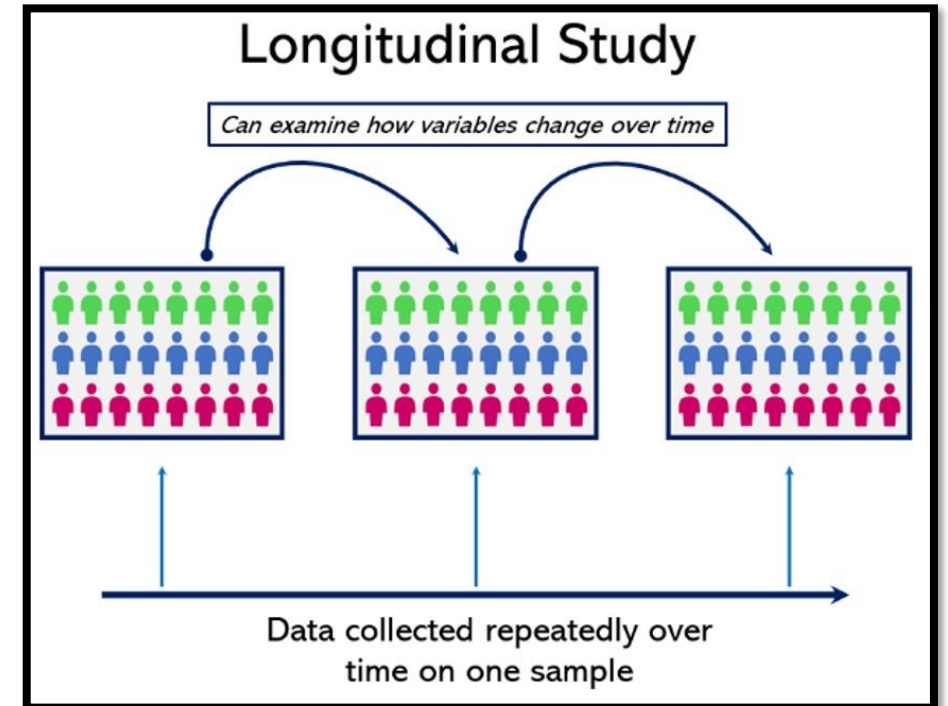 Longitudinal Study
Can examine how variables change over time
Data collected repeatedly over
time on one sample